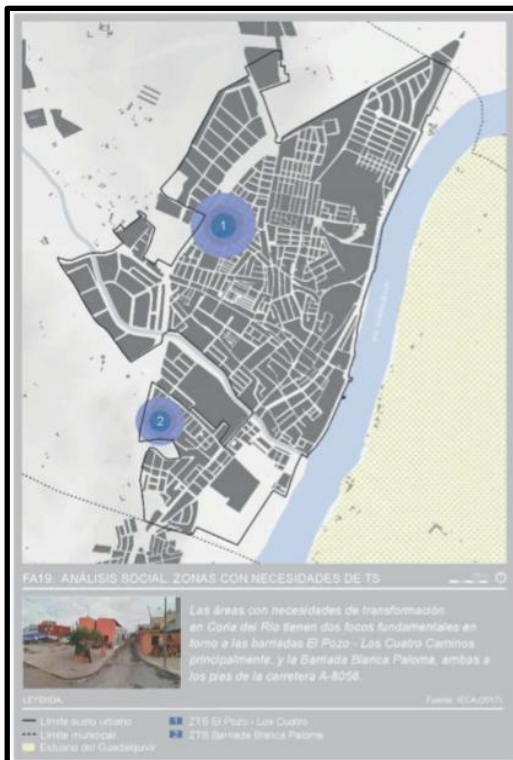 1
2
FA19. ANÁLISIS SOCIAL. ZONAS CON NECESIDADES DE TS
Las áreas con necesidades de transformación
en Coria del Río tienen dos focos fundamentales en
torno a las barriadas El Pozo - Los Cuatro Caminos
principalmente, y la Barriada Blanca Paloma, ambas a
los pies de la carretera A-8058.
LEYENDA.
Fuente: IECA (2017)
Límite suelo urbano
1 ZTS El Pozo - Los Cuatro
Límite municipal
2 ZTS Barriada Blanca Paloma
Estuario del Guadalquivir